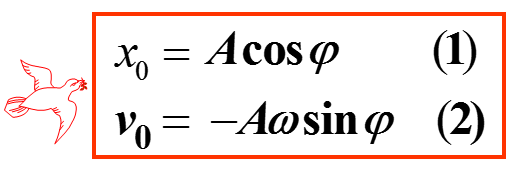 x₀ = A cos φ (1)
v₀ = −Aω sin φ (2)